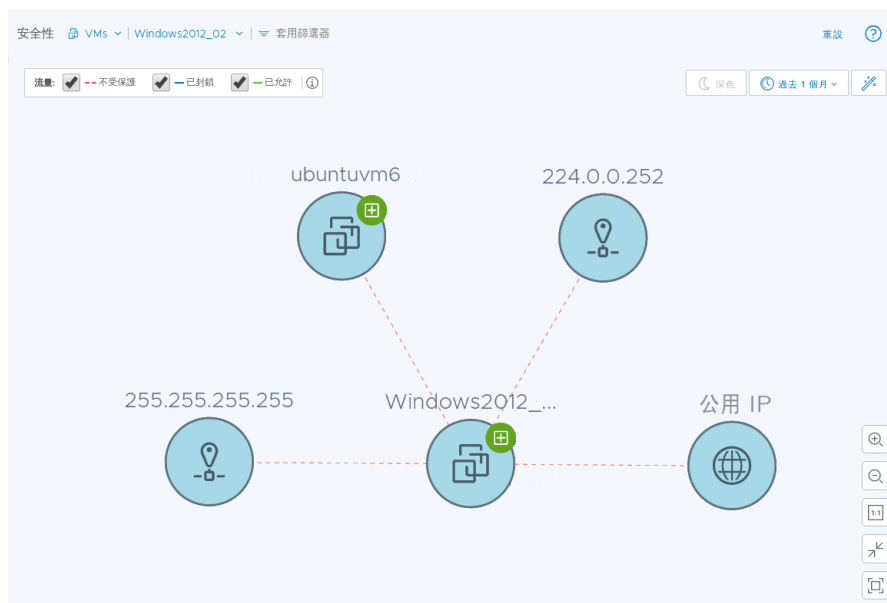 安全性 VMs Windows2012_02 套用篩選器 重設
流量: 不受保護 已封鎖 已允許 深色 過去 1 個月
ubuntuvm6 224.0.0.252
255.255.255.255 Windows2012_... 公用 IP
1:1